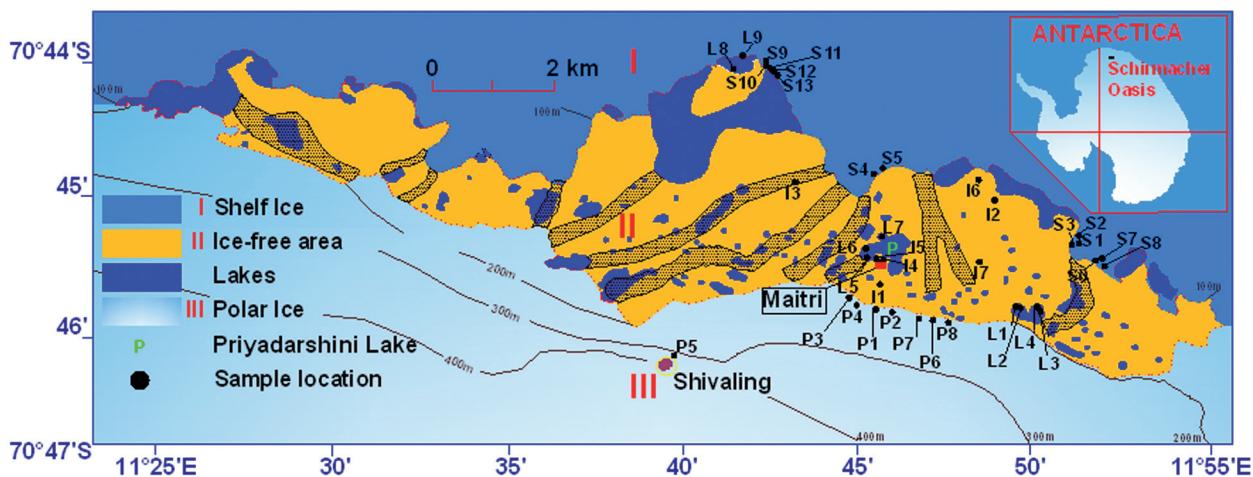 70°44'S
45'
46'
70°47'S
11°25'E
30'
35'
40'
45'
50'
11°55'E
0 2 km
I
II
III
I Shelf Ice
II Ice-free area
Lakes
III Polar Ice
P Priyadarshini Lake
Sample location
100m
100m
200m
300m
400m
400m
300m
200m
100m
L8
L9
S9
S10
S11
S12
S13
I3
S4
S5
I6
I2
S3
S2
S1
S7
S8
S6
L7
L6
P
I5
I4
L5
I7
I1
Maitri
P3
P4
P1
P2
P7
P6
P8
L1
L2
L4
L3
P5
Shivaling
ANTARCTICA
Schirmacher
Oasis